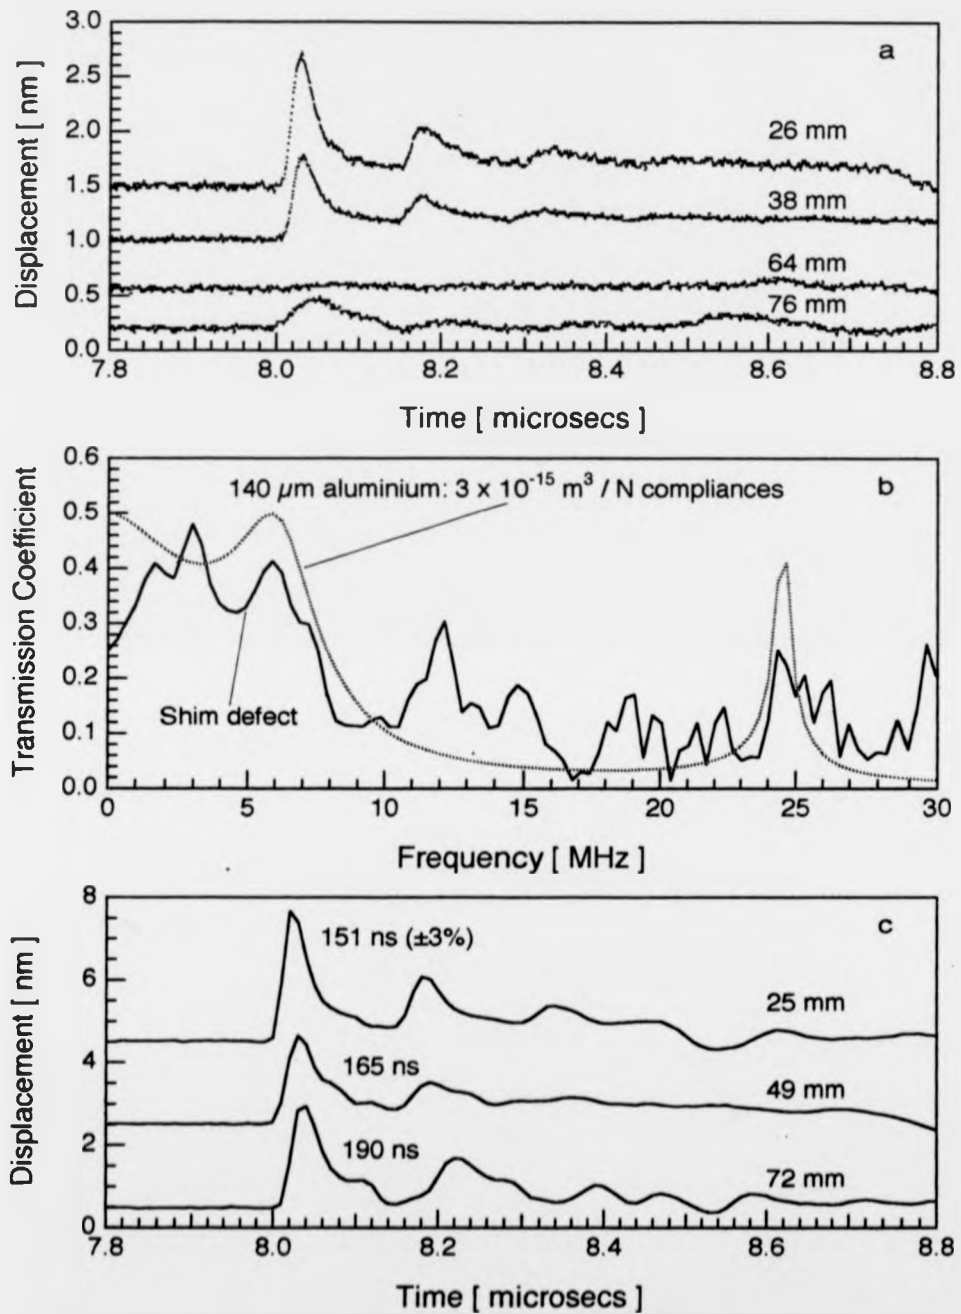 a
3.0
2.5
2.0
1.5
1.0
0.5
0.0
Displacement [ nm ]
26 mm
38 mm
64 mm
76 mm
7.8
8.0
8.2
8.4
8.6
8.8
Time [ microsecs ]
b
0.6
0.5
0.4
0.3
0.2
0.1
0.0
Transmission Coefficient
140 µm aluminium: 3 x 10⁻¹⁵ m³ / N compliances
Shim defect
0
5
10
15
20
25
30
Frequency [ MHz ]
c
8
6
4
2
0
Displacement [ nm ]
151 ns (±3%)
25 mm
165 ns
49 mm
190 ns
72 mm
7.8
8.0
8.2
8.4
8.6
8.8
Time [ microsecs ]